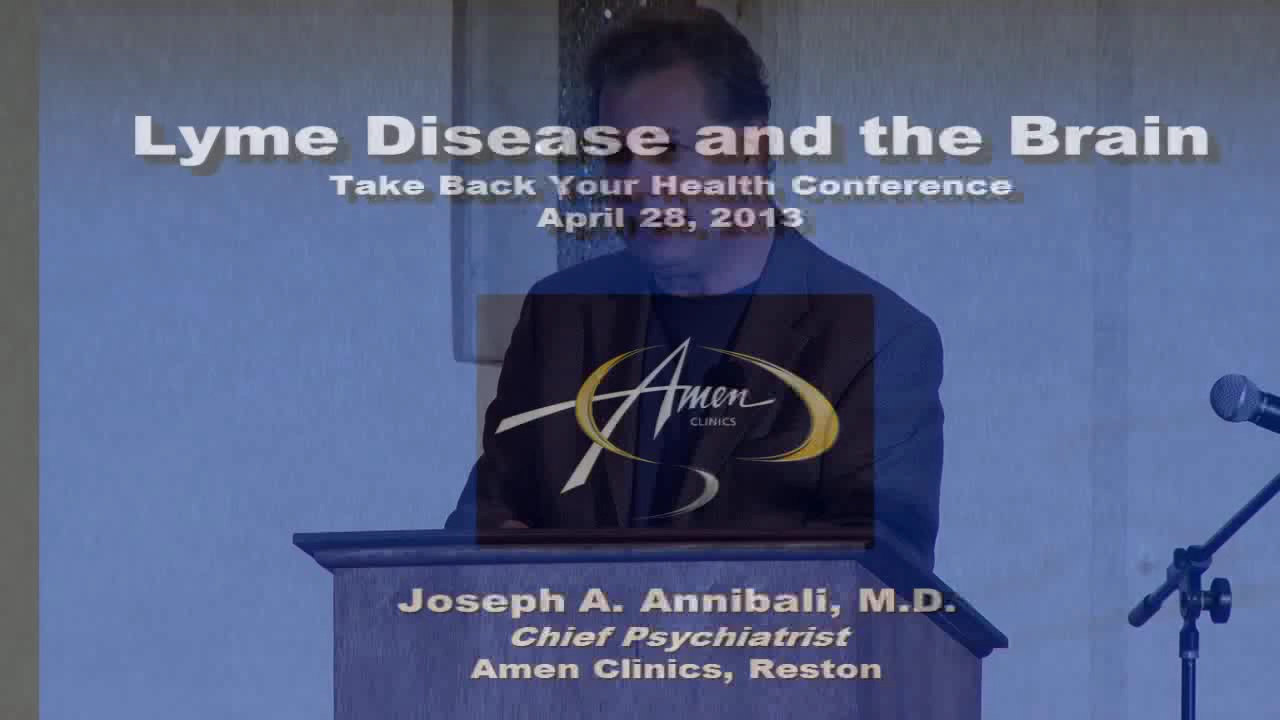 Lyme Disease and the Brain
Take Back Your Health Conference
April 28, 2013
Amen
CLINICS
Joseph A. Annibali, M.D.
Chief Psychiatrist
Amen Clinics, Reston